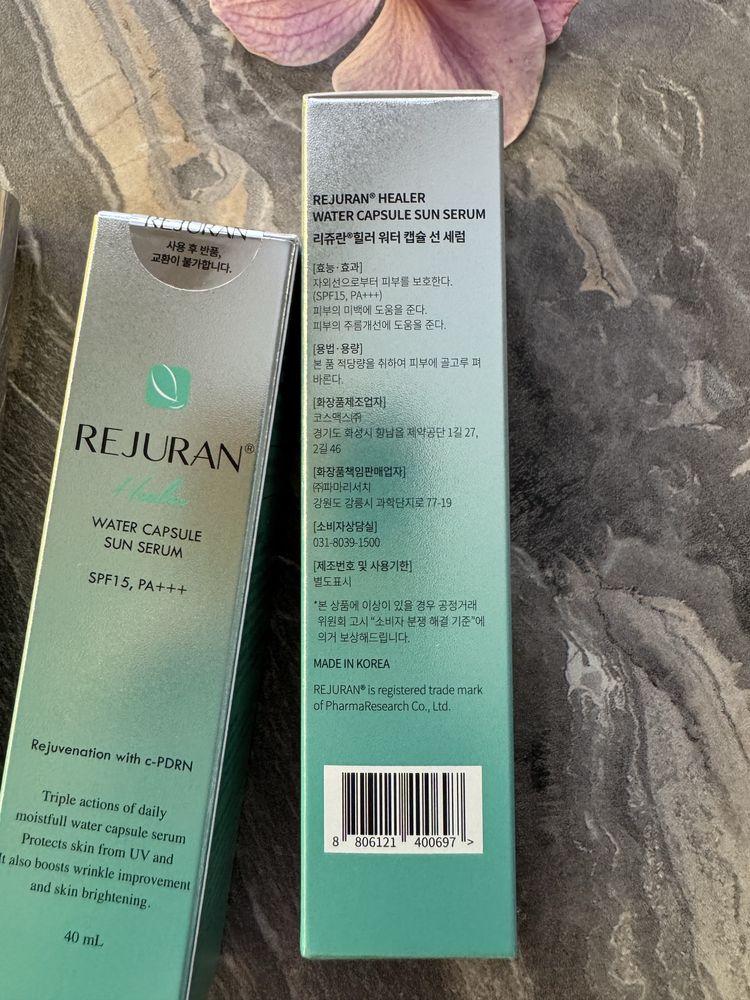 REJURAN
사용 후 반품,
교환이 불가합니다.
REJURAN®
Healer
WATER CAPSULE
SUN SERUM
SPF15, PA+++
Rejuvenation with c-PDRN
Triple actions of daily
moistfull water capsule serum
Protects skin from UV and
It also boosts wrinkle improvement
and skin brightening.
40 mL
REJURAN® HEALER
WATER CAPSULE SUN SERUM
리쥬란®힐러 워터 캡슐 선 세럼
[효능·효과]
자외선으로부터 피부를 보호한다.
(SPF15, PA+++)
피부의 미백에 도움을 준다.
피부의 주름개선에 도움을 준다.
[용법·용량]
본 품 적당량을 취하여 피부에 골고루 펴
바른다.
[화장품제조업자]
코스맥스㈜
경기도 화성시 향남읍 제약공단 1길 27,
2길 46
[화장품책임판매업자]
㈜파마리서치
강원도 강릉시 과학단지로 77-19
[소비자상담실]
031-8039-1500
[제조번호 및 사용기한]
별도표시
*본 상품에 이상이 있을 경우 공정거래
위원회 고시 “소비자 분쟁 해결 기준”에
의거 보상해드립니다.
MADE IN KOREA
REJURAN® is registered trade mark
of PharmaResearch Co., Ltd.
8 806121 400697 >